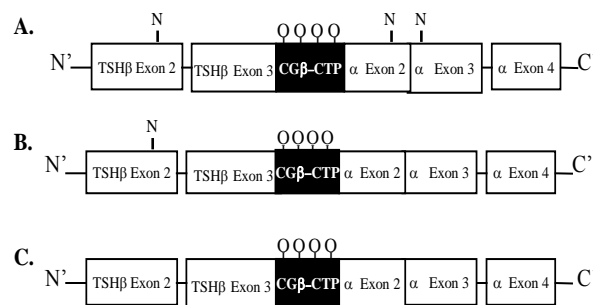 N N N
A. O O O O
N' TSHβ Exon 2 TSHβ Exon 3 CGβ–CTP α Exon 2 α Exon 3 α Exon 4 C
N
B. O O O O
N' TSHβ Exon 2 TSHβ Exon 3 CGβ–CTP α Exon 2 α Exon 3 α Exon 4 C'
C. O O O O
N' TSHβ Exon 2 TSHβ Exon 3 CGβ–CTP α Exon 2 α Exon 3 α Exon 4 C